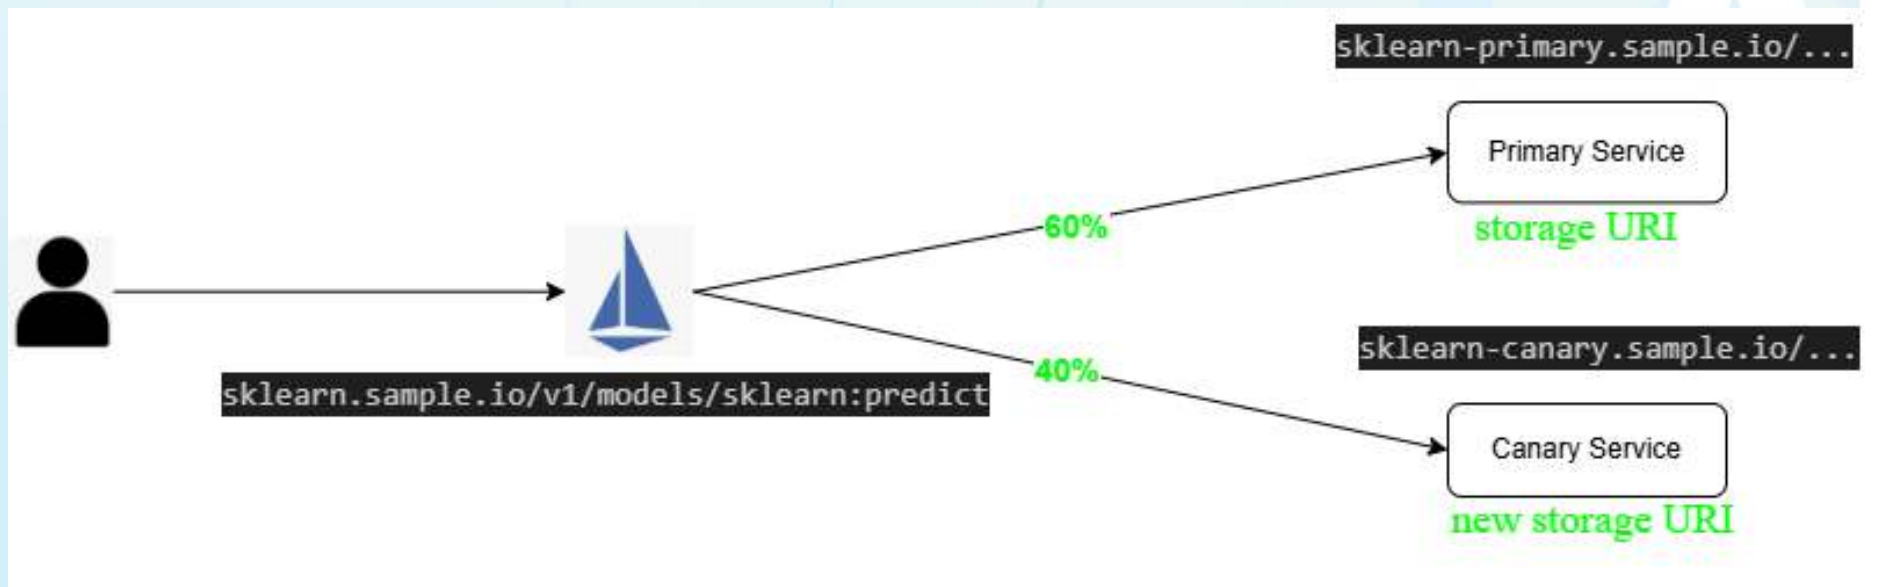 sklearn-primary.sample.io/...
Primary Service
storage URI
60%
sklearn.sample.io/v1/models/sklearn:predict
40%
sklearn-canary.sample.io/...
Canary Service
new storage URI